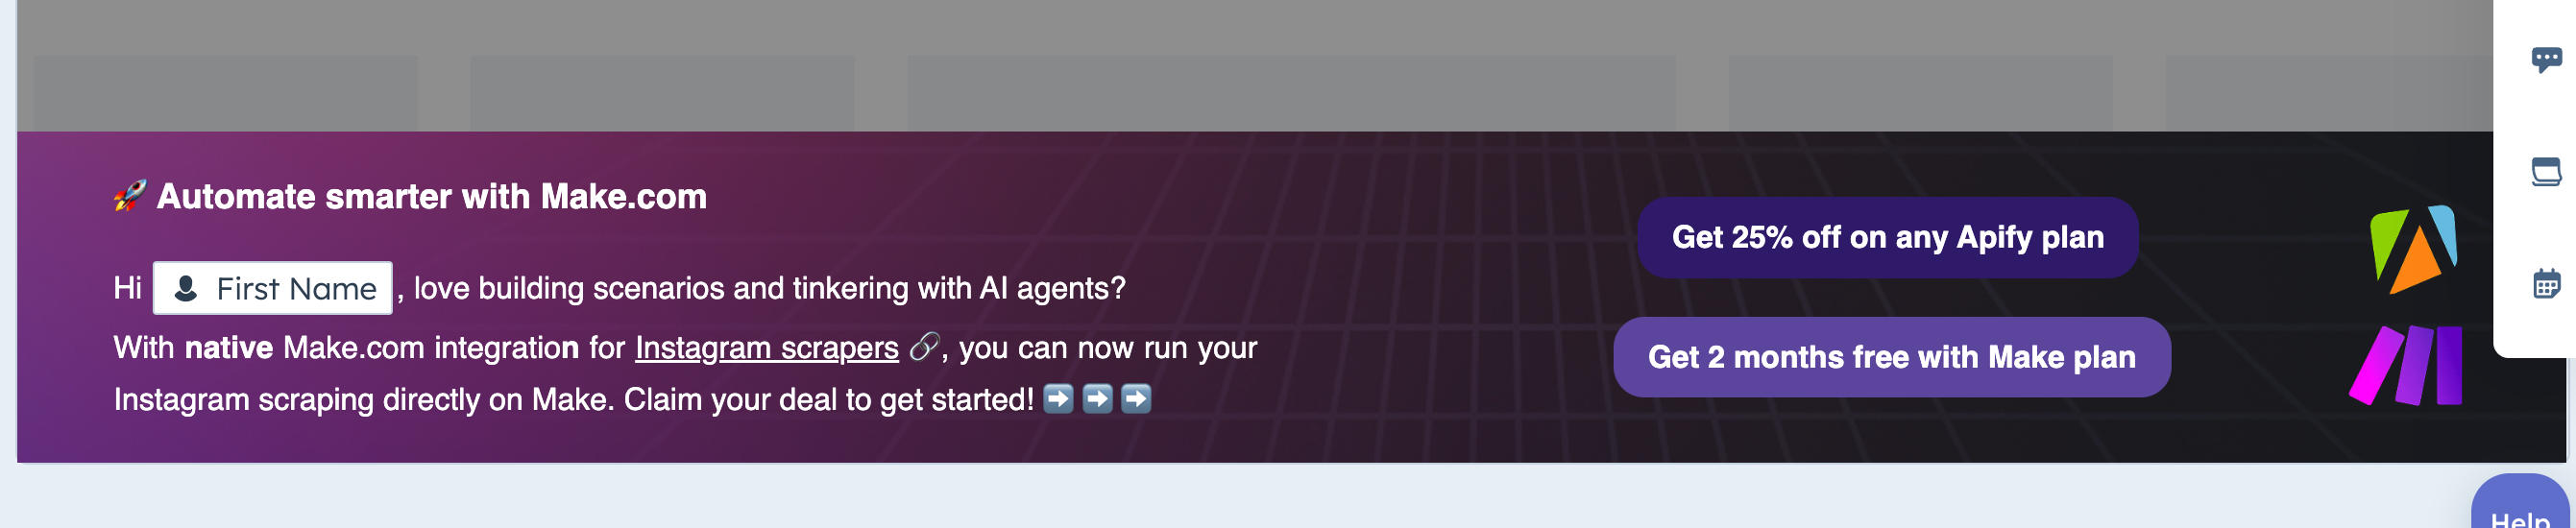 🚀 Automate smarter with Make.com
Hi First Name , love building scenarios and tinkering with AI agents?
With native Make.com integration for Instagram scrapers 🔗, you can now run your
Instagram scraping directly on Make. Claim your deal to get started! ➡️ ➡️ ➡️
Get 25% off on any Apify plan
Get 2 months free with Make plan
Help